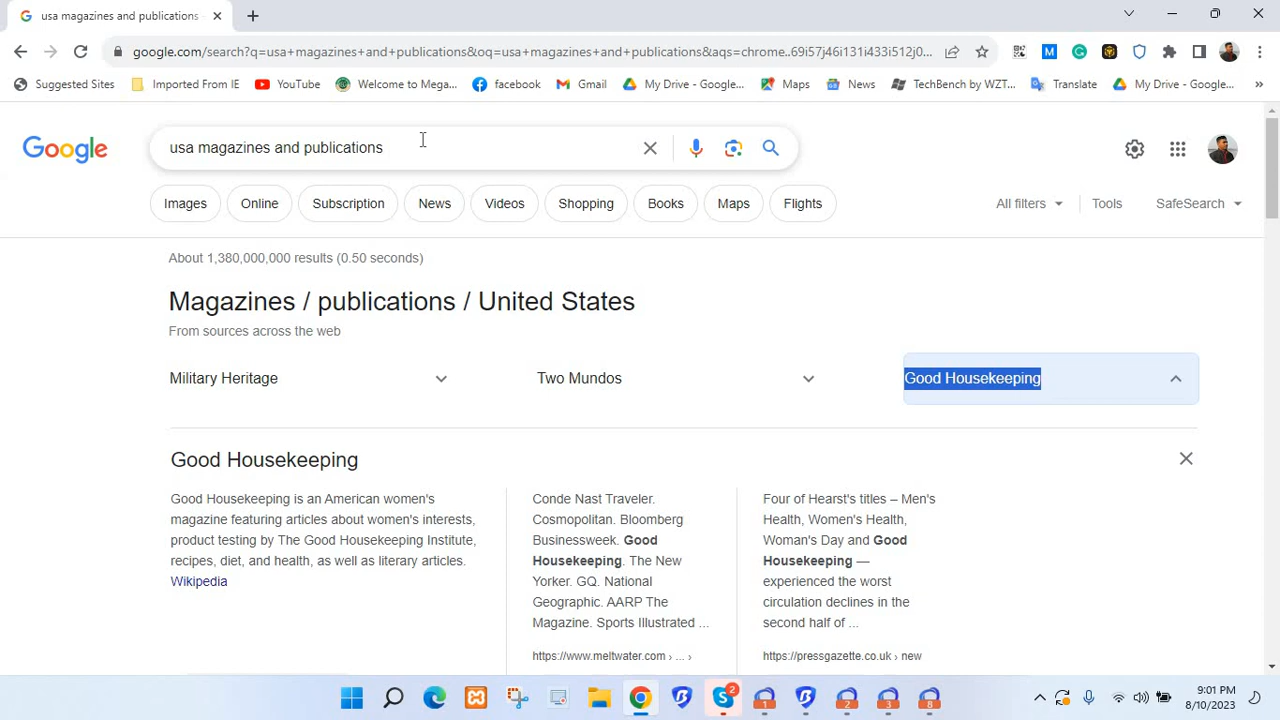 usa magazines and publications
google.com/search?q=usa+magazines+and+publications&oq=usa+magazines+and+publications&aqs=chrome..69i57j46i131i433i512j0...
Suggested Sites Imported From IE YouTube Welcome to Mega... facebook Gmail My Drive - Google... Maps News TechBench by WZT... Translate My Drive - Google... »
Google
usa magazines and publications
Images Online Subscription News Videos Shopping Books Maps Flights All filters Tools SafeSearch
About 1,380,000,000 results (0.50 seconds)
Magazines / publications / United States
From sources across the web
Military Heritage
Two Mundos
Good Housekeeping
Good Housekeeping
Good Housekeeping is an American women's
magazine featuring articles about women's interests,
product testing by The Good Housekeeping Institute,
recipes, diet, and health, as well as literary articles.
Wikipedia
Conde Nast Traveler.
Cosmopolitan. Bloomberg
Businessweek. Good
Housekeeping. The New
Yorker. GQ. National
Geographic. AARP The
Magazine. Sports Illustrated ...
https://www.meltwater.com › ... ›
Four of Hearst's titles – Men's
Health, Women's Health,
Woman's Day and Good
Housekeeping —
experienced the worst
circulation declines in the
second half of ...
https://pressgazette.co.uk › new
2
1
2
3
8
9:01 PM
8/10/2023